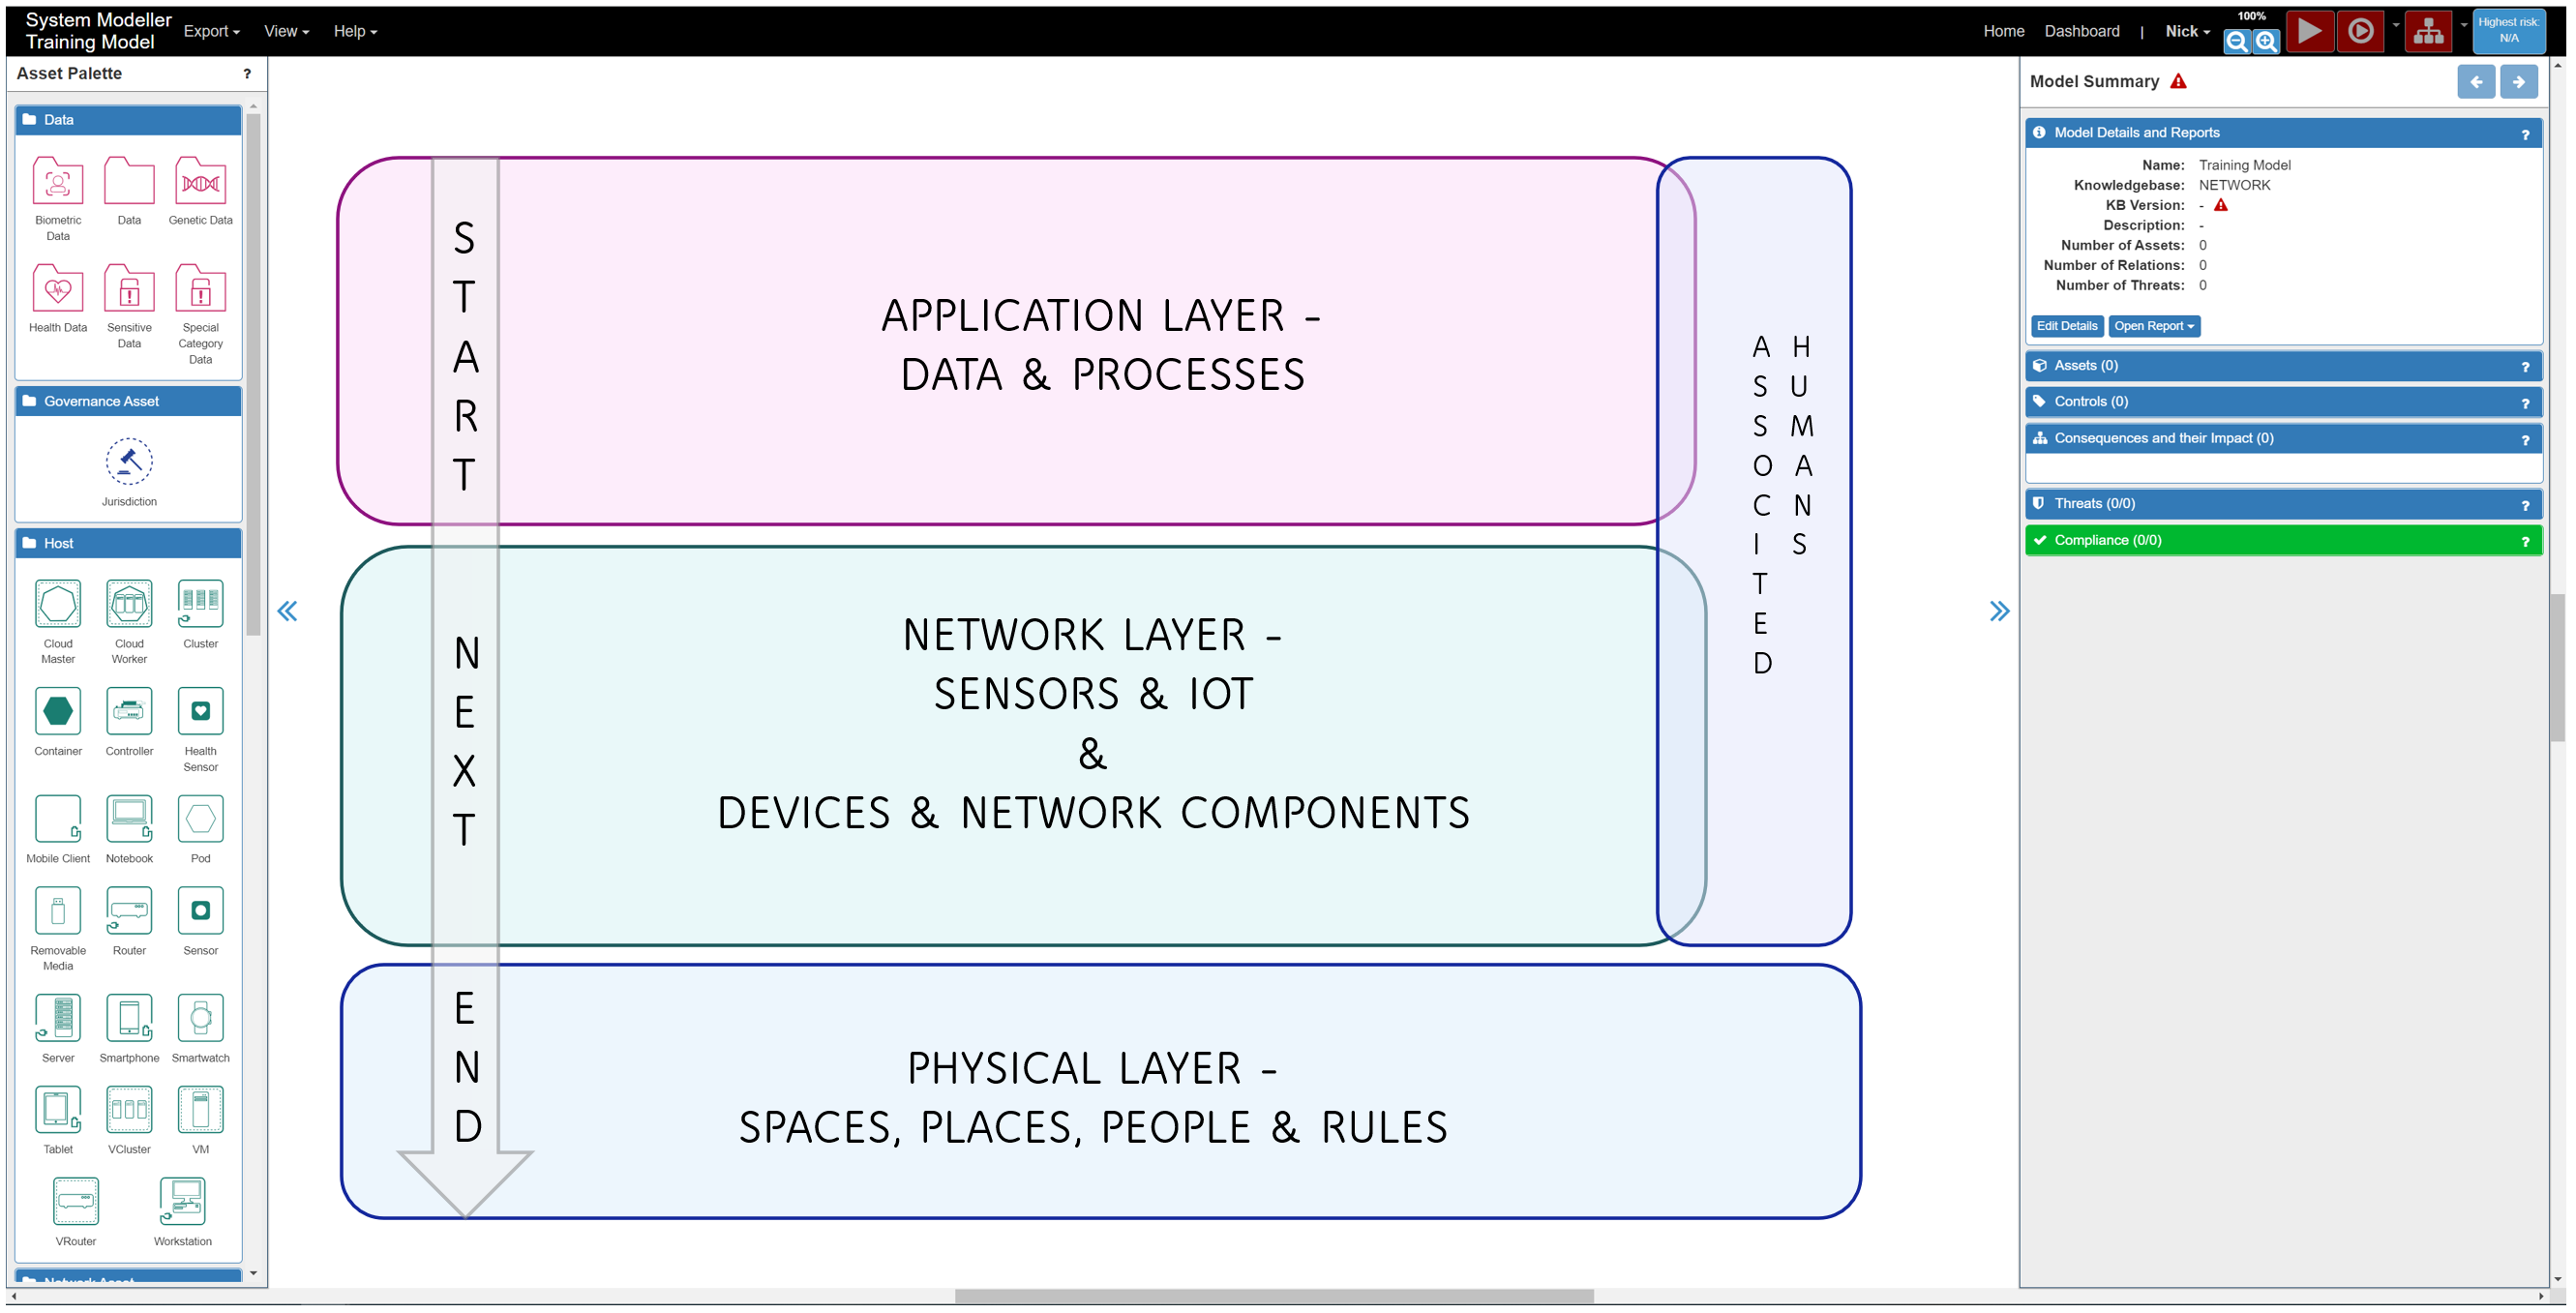 System Modeller
Training Model
Export
View
Help
Home
Dashboard
|
Nick
100%
Highest risk:
N/A
Asset Palette
?
Data
Biometric
Data
Data
Genetic Data
Health Data
Sensitive
Data
Special
Category
Data
Governance Asset
Jurisdiction
Host
Cloud
Master
Cloud
Worker
Cluster
Container
Controller
Health
Sensor
Mobile Client
Notebook
Pod
Removable
Media
Router
Sensor
Server
Smartphone
Smartwatch
Tablet
VCluster
VM
VRouter
Workstation
Network Asset
START
NEXT
END
APPLICATION LAYER -
DATA & PROCESSES
NETWORK LAYER -
SENSORS & IOT
&
DEVICES & NETWORK COMPONENTS
PHYSICAL LAYER -
SPACES, PLACES, PEOPLE & RULES
ASSOCITED
HUMANS
Model Summary
Model Details and Reports ?
Name: Training Model
Knowledgebase: NETWORK
KB Version: -
Description: -
Number of Assets: 0
Number of Relations: 0
Number of Threats: 0
Edit Details
Open Report
Assets (0) ?
Controls (0) ?
Consequences and their Impact (0) ?
Threats (0/0) ?
Compliance (0/0) ?